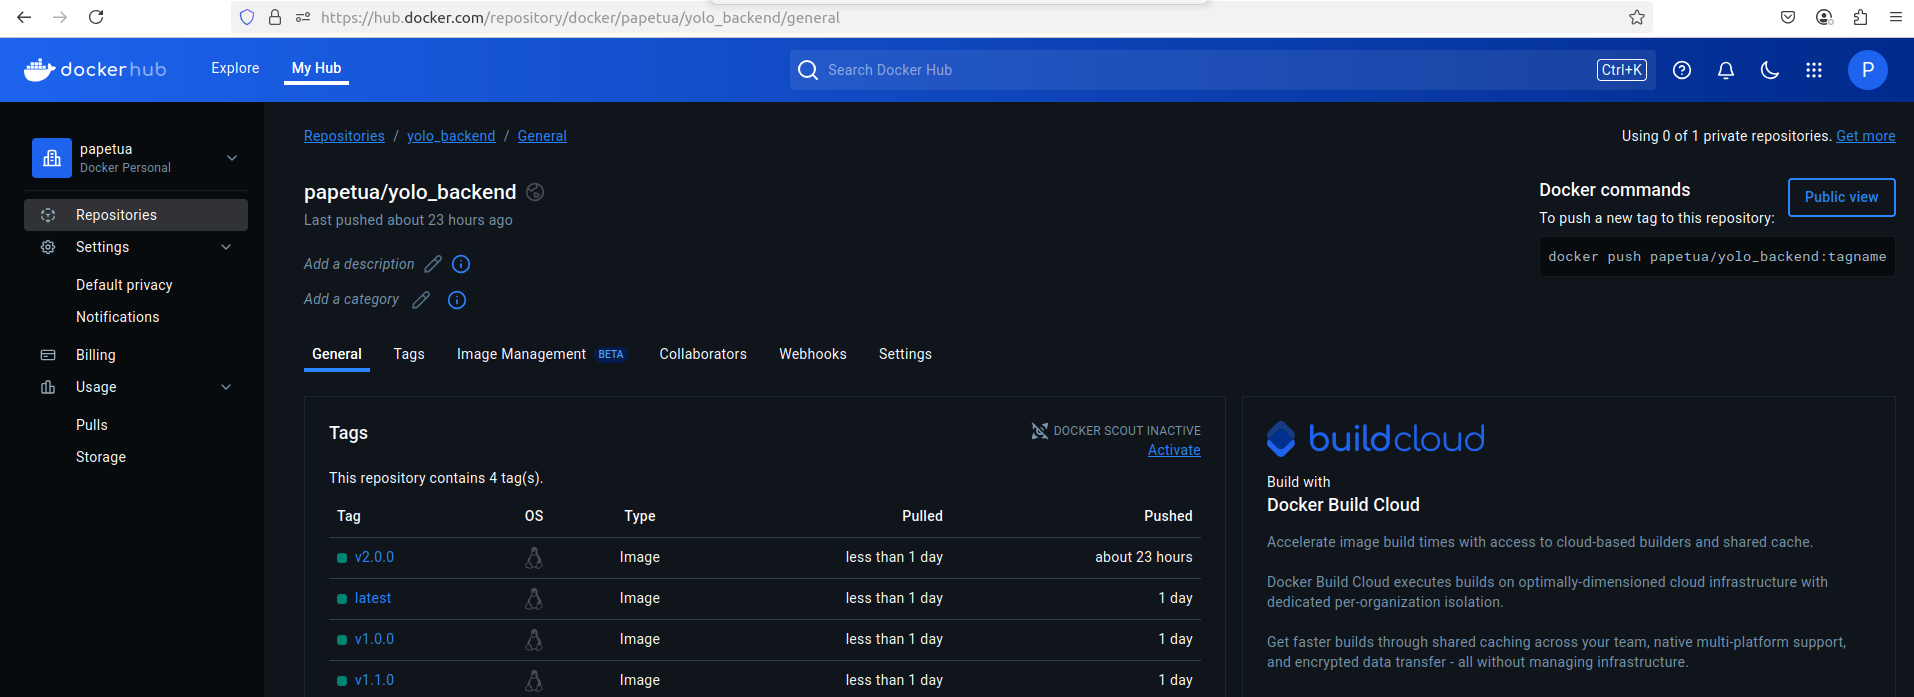 https://hub.docker.com/repository/docker/papetua/yolo_backend/general
dockerhub
Explore
My Hub
Search Docker Hub
Ctrl+K
P
papetua
Docker Personal
Repositories
Settings
Default privacy
Notifications
Billing
Usage
Pulls
Storage
Repositories / yolo_backend / General
Using 0 of 1 private repositories. Get more
papetua/yolo_backend
Last pushed about 23 hours ago
Add a description
Add a category
Docker commands
To push a new tag to this repository:
Public view
docker push papetua/yolo_backend:tagname
General Tags Image Management BETA Collaborators Webhooks Settings
Tags
DOCKER SCOUT INACTIVE
Activate
This repository contains 4 tag(s).
Tag OS Type Pulled Pushed
v2.0.0 Image less than 1 day about 23 hours
latest Image less than 1 day 1 day
v1.0.0 Image less than 1 day 1 day
v1.1.0 Image less than 1 day 1 day
buildcloud
Build with
Docker Build Cloud
Accelerate image build times with access to cloud-based builders and shared cache.
Docker Build Cloud executes builds on optimally-dimensioned cloud infrastructure with
dedicated per-organization isolation.
Get faster builds through shared caching across your team, native multi-platform support,
and encrypted data transfer - all without managing infrastructure.